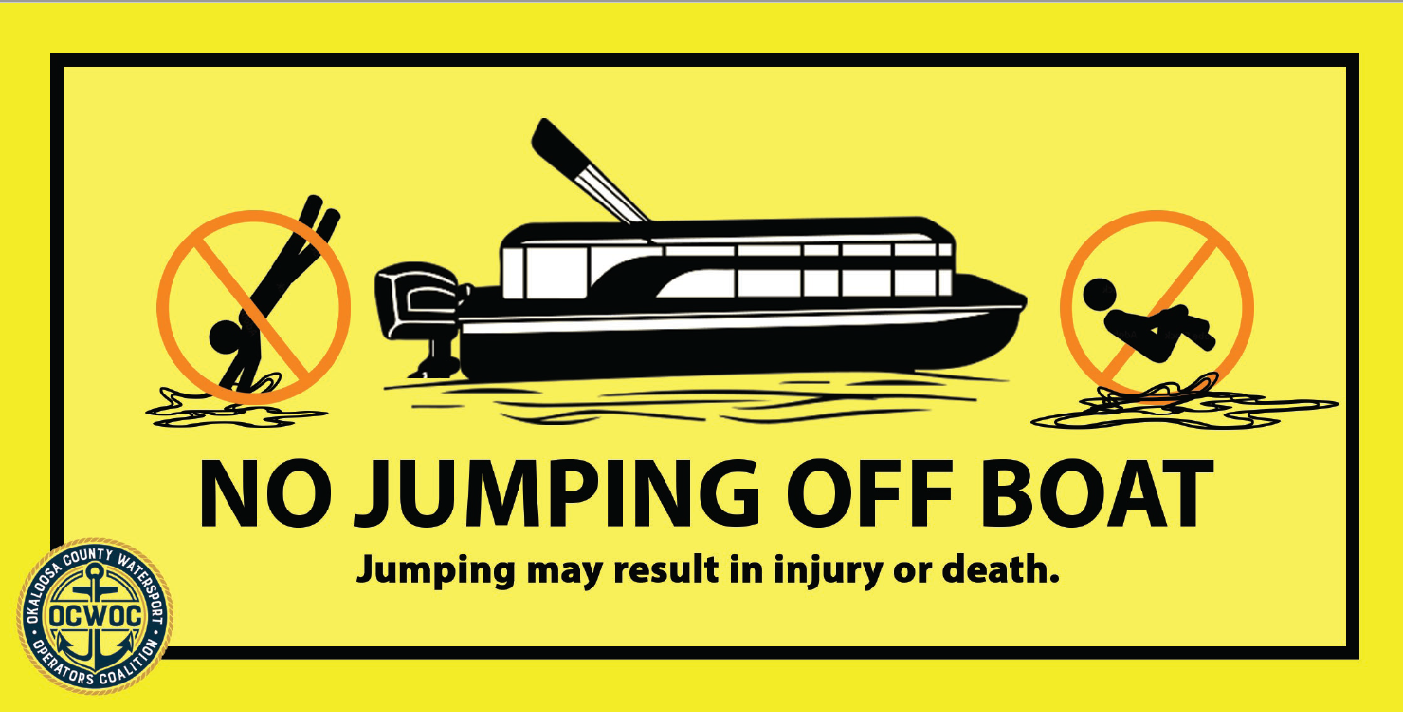 NO JUMPING OFF BOAT
Jumping may result in injury or death.
OKALOOSA COUNTY WATERSPORT
OCWOC
OPERATORS COALITION